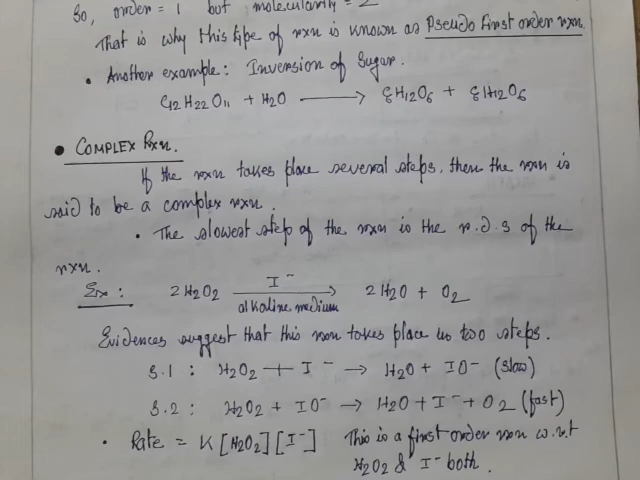 So, order = 1 but molecularity = 2
That is why this type of rxn is known as Pseudo first order rxn.
• Another example: Inversion of Sugar.
C12H22O11 + H2O ⟶ C6H12O6 + C6H12O6
• COMPLEX Rxn.
If the rxn takes place several steps, then the rxn is
said to be a complex rxn.
• The slowest step of the rxn is the r.d.s of the
rxn.
Ex: 2H2O2 ⟶ 2H2O + O2
I-
alkaline medium
Evidences suggest that this rxn takes place in two steps.
S.1 : H2O2 + I- → H2O + IO- (slow)
S.2 : H2O2 + IO- → H2O + I- + O2 (fast)
• Rate = K[H2O2][I-] This is a first order rxn w.r.t
H2O2 & I- both.